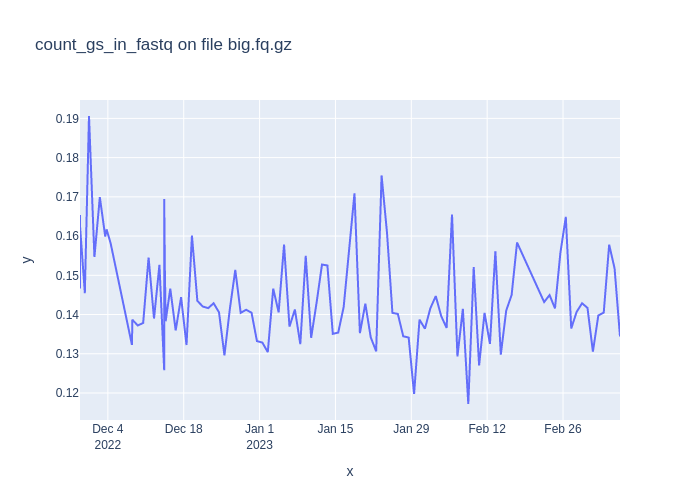 count_gs_in_fastq on file big.fq.gz
0.19
0.18
0.17
0.16
0.15
0.14
0.13
0.12
y
Dec 4
2022
Dec 18
Jan 1
2023
Jan 15
Jan 29
Feb 12
Feb 26
x